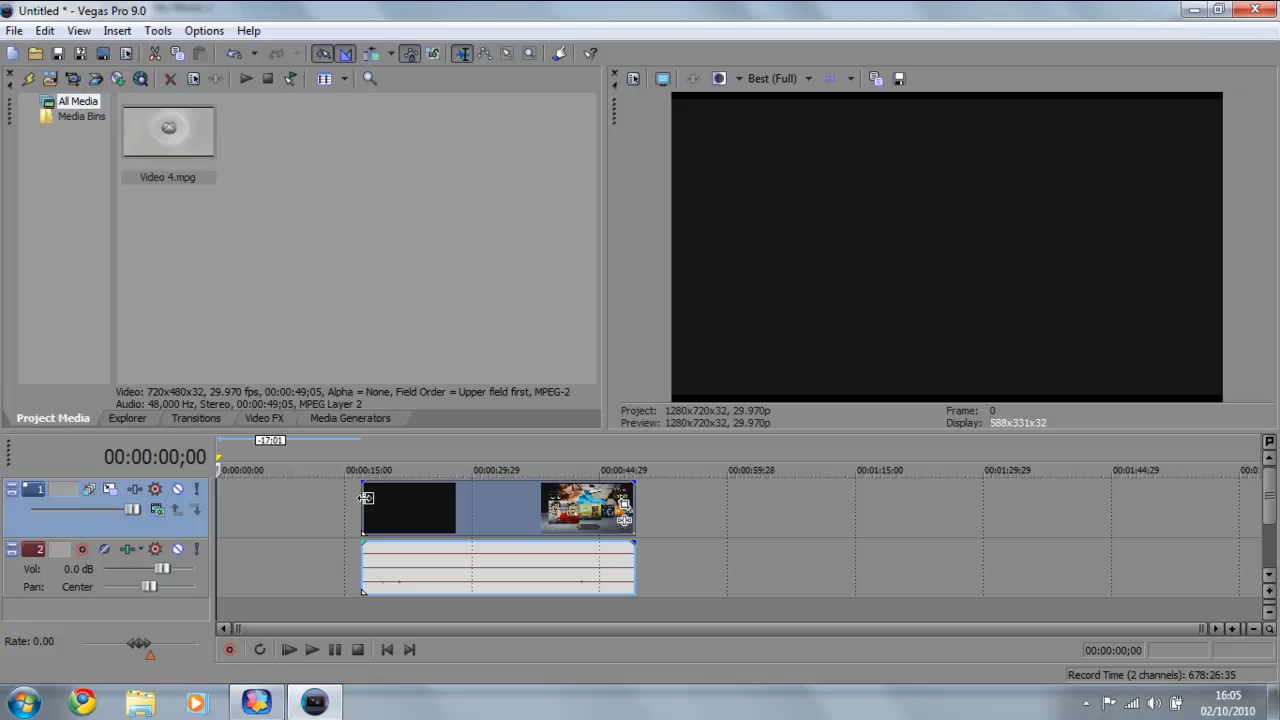 Untitled * - Vegas Pro 9.0
File Edit View Insert Tools Options Help
Best (Full)
All Media
Media Bins
Video 4.mpg
Video: 720x480x32, 29.970 fps, 00:00:49;05, Alpha = None, Field Order = Upper field first, MPEG-2
Audio: 48,000 Hz, Stereo, 00:00:49;05, MPEG Layer 2
Project Media Explorer Transitions Video FX Media Generators
Project: 1280x720x32, 29.970p
Preview: 1280x720x32, 29.970p
Frame: 0
Display: 588x331x32
-17;01
00:00:00;00
0:00:00:00 00:00:15:00 00:00:29:29 00:00:44:29 00:00:59:28 00:01:15:00 00:01:29:29 00:01:44:29 00:0
1
2
Vol: 0.0 dB
Pan: Center
Rate: 0.00
00:00:00;00
Record Time (2 channels): 678:26:35
16:05
02/10/2010